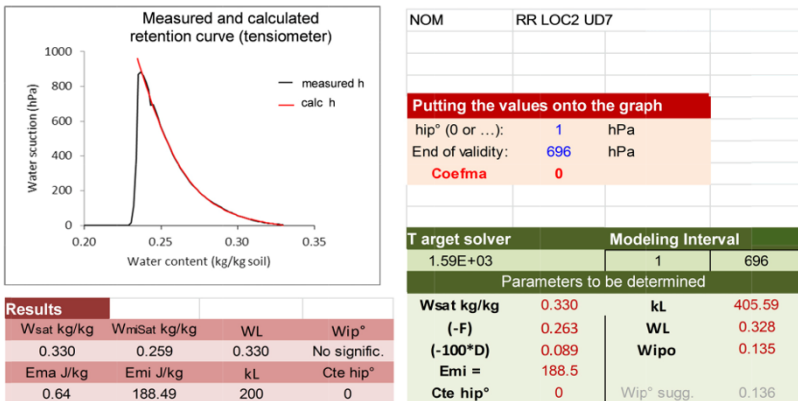 Measured and calculated
retention curve (tensiometer)
1000
800
600
400
200
0
Water scuction (hPa)
measured h
calc h
0.20 0.25 0.30 0.35
Water content (kg/kg soil)
Results
Wsat kg/kg WmiSat kg/kg WL Wip°
0.330 0.259 0.330 No signific.
Ema J/kg Emi J/kg kL Cte hip°
0.64 188.49 200 0
NOM RR LOC2 UD7
Putting the values onto the graph
hip° (0 or ...): 1 hPa
End of validity: 696 hPa
Coefma 0
T arget solver Modeling Interval
1.59E+03 1 696
Parameters to be determined
Wsat kg/kg 0.330 kL 405.59
(-F) 0.263 WL 0.328
(-100*D) 0.089 Wipo 0.135
Emi = 188.5
Cte hip° 0 Wip° sugg. 0.136